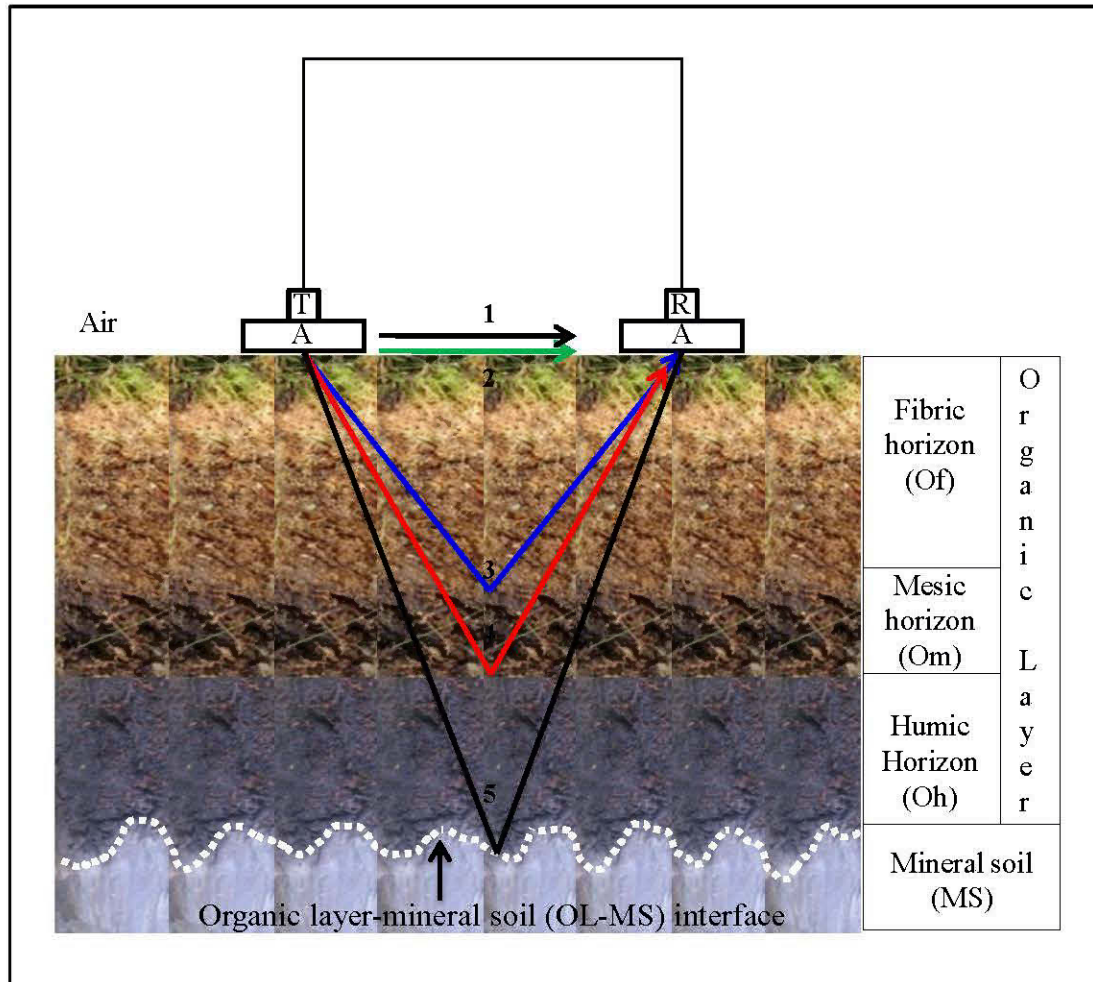 T
R
A
A
Air
1
2
3
5
Organic layer-mineral soil (OL-MS) interface
Fibric
horizon
(Of)
Mesic
horizon
(Om)
Humic
Horizon
(Oh)
Mineral soil
(MS)
O
r
g
a
n
i
c
L
a
y
e
r